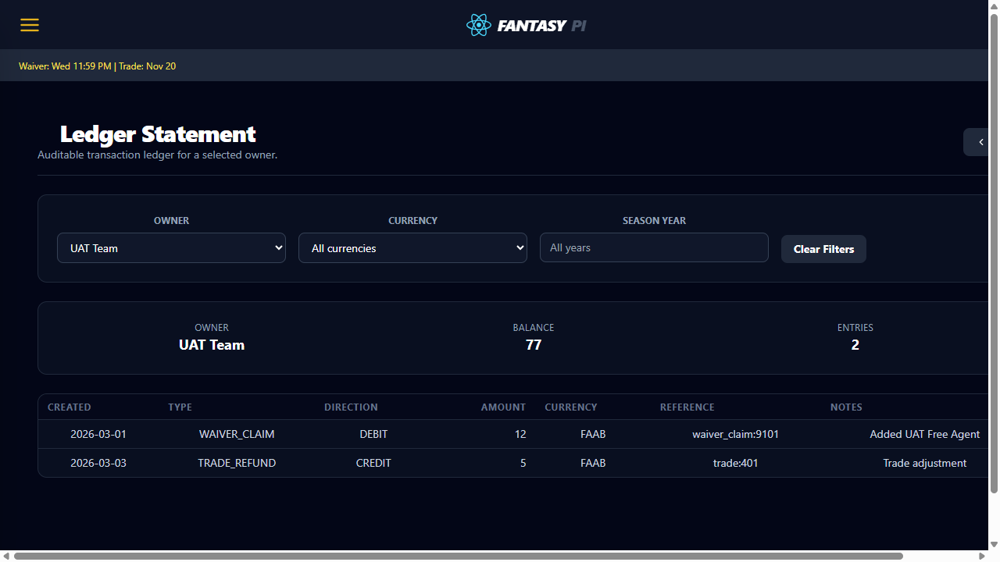 FANTASY PI
Waiver: Wed 11:59 PM | Trade: Nov 20
Ledger Statement
Auditable transaction ledger for a selected owner.
OWNER CURRENCY SEASON YEAR
UAT Team All currencies All years Clear Filters
OWNER BALANCE ENTRIES
UAT Team 77 2
CREATED TYPE DIRECTION AMOUNT CURRENCY REFERENCE NOTES
2026-03-01 WAIVER_CLAIM DEBIT 12 FAAB waiver_claim:9101 Added UAT Free Agent
2026-03-03 TRADE_REFUND CREDIT 5 FAAB trade:401 Trade adjustment